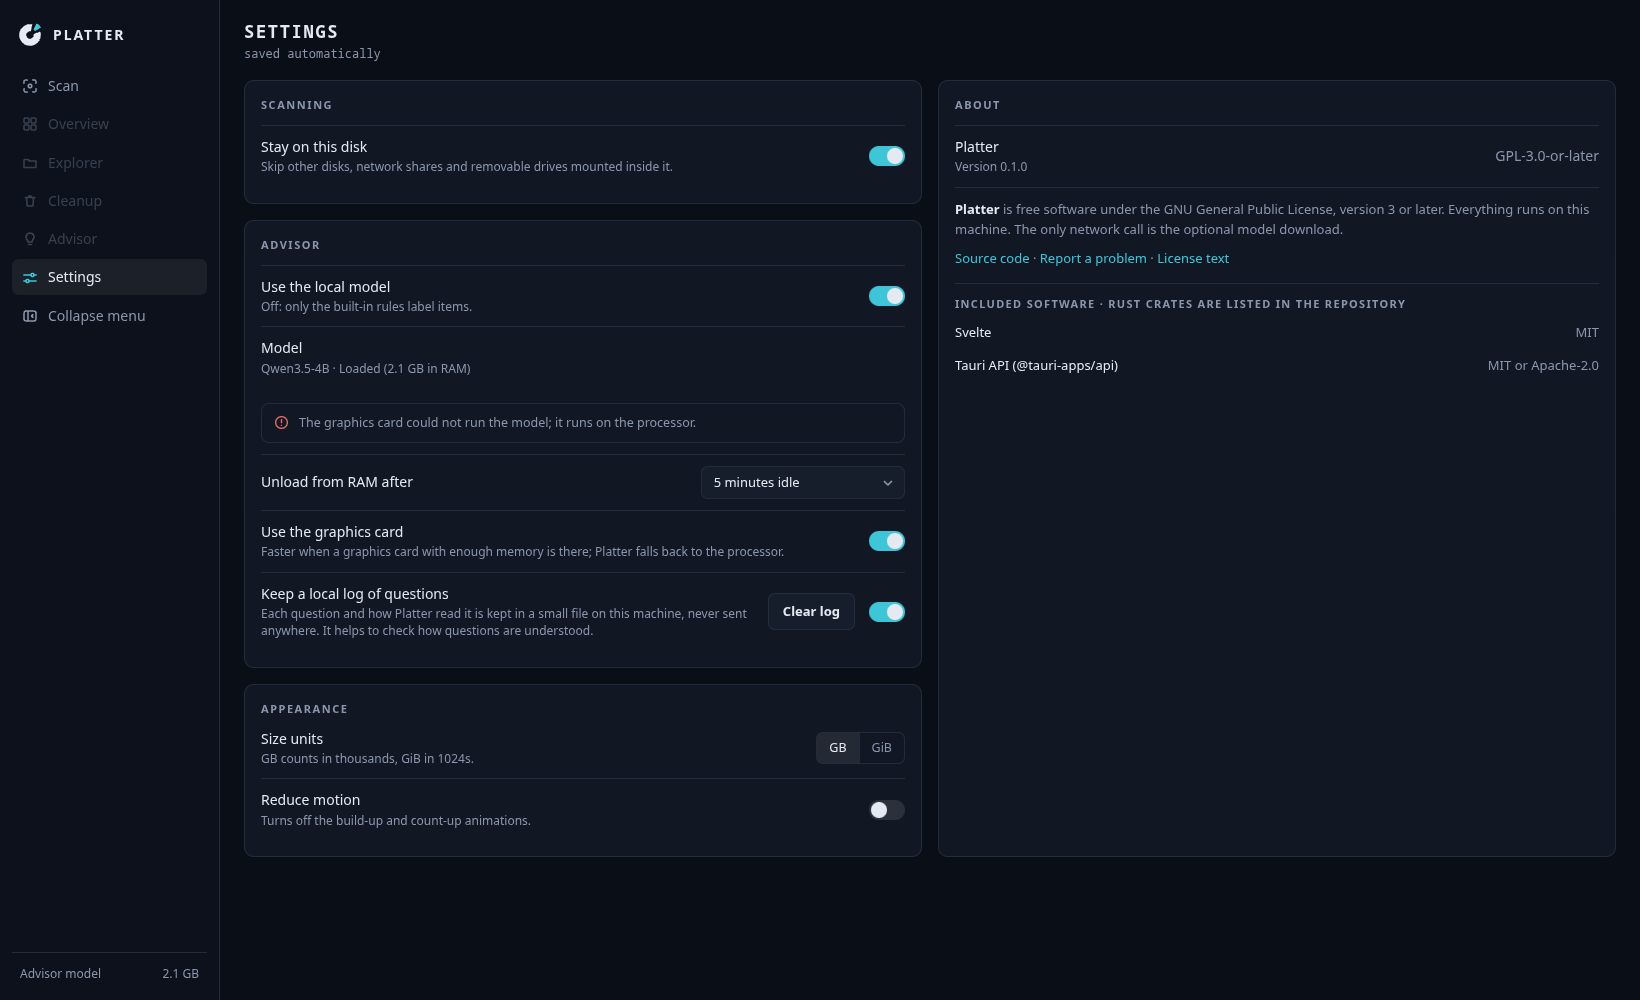 PLATTER
Scan
Overview
Explorer
Cleanup
Advisor
Settings
Collapse menu
Advisor model 2.1 GB
SETTINGS
saved automatically
SCANNING
Stay on this disk
Skip other disks, network shares and removable drives mounted inside it.
ADVISOR
Use the local model
Off: only the built-in rules label items.
Model
Qwen3.5-4B · Loaded (2.1 GB in RAM)
The graphics card could not run the model; it runs on the processor.
Unload from RAM after 5 minutes idle
Use the graphics card
Faster when a graphics card with enough memory is there; Platter falls back to the processor.
Keep a local log of questions
Each question and how Platter read it is kept in a small file on this machine, never sent
anywhere. It helps to check how questions are understood.
Clear log
APPEARANCE
Size units
GB counts in thousands, GiB in 1024s.
GB GiB
Reduce motion
Turns off the build-up and count-up animations.
ABOUT
Platter
Version 0.1.0
GPL-3.0-or-later
Platter is free software under the GNU General Public License, version 3 or later. Everything runs on this
machine. The only network call is the optional model download.
Source code · Report a problem · License text
INCLUDED SOFTWARE · RUST CRATES ARE LISTED IN THE REPOSITORY
Svelte MIT
Tauri API (@tauri-apps/api) MIT or Apache-2.0